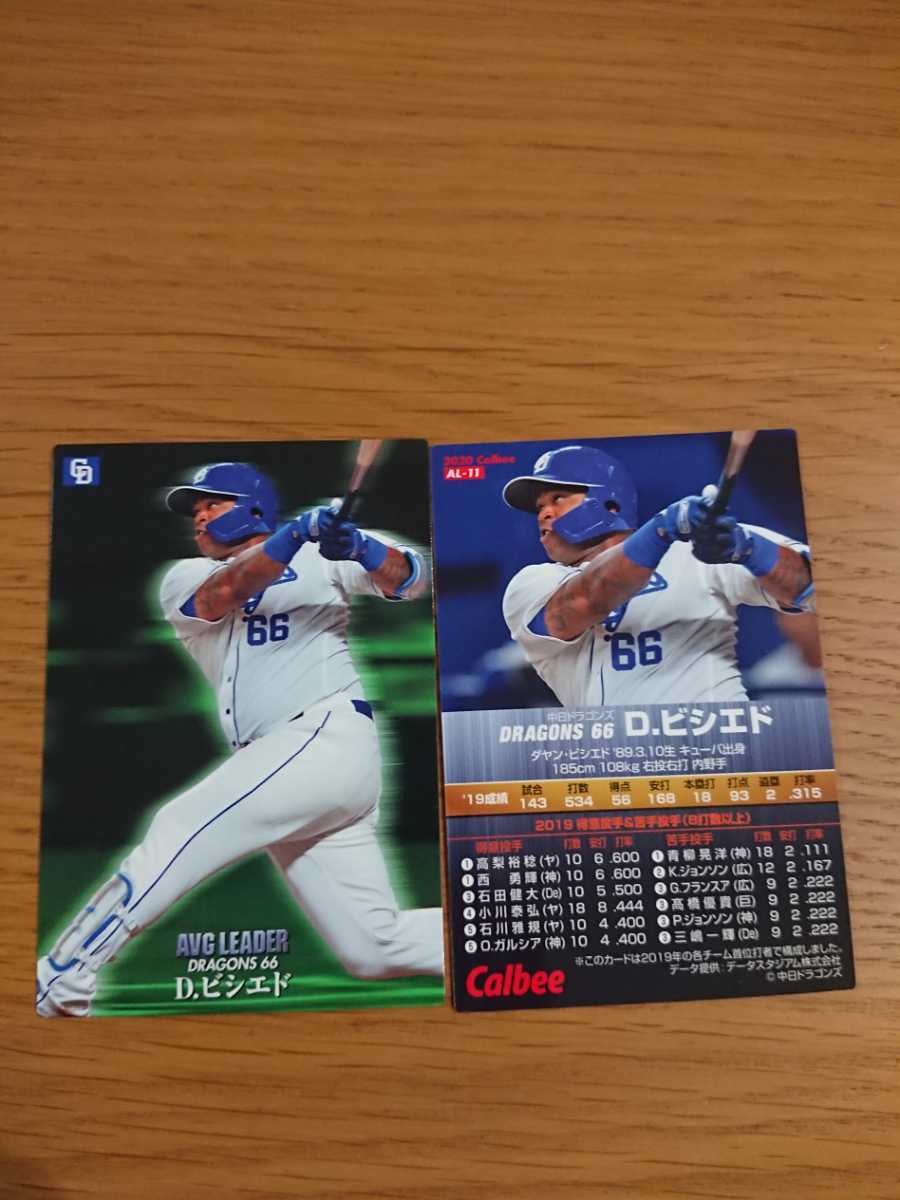 CD
66
AVG LEADER
DRAGONS 66
D.ビシエド
2020 Calbee
AL-11
66
中日ドラゴンズ
DRAGONS 66 D.ビシエド
ダヤン・ビシエド '89.3.10生 キューバ出身
185cm 108kg 右投右打 内野手
'19成績 試合 打数 得点 安打 本塁打 打点 盗塁 打率
143 534 56 168 18 93 2 .315
2019 得意投手&苦手投手(8打数以上)
得意投手 打数 安打 打率 苦手投手 打数 安打 打率
①高梨裕稔(ヤ) 10 6 .600 ①青柳晃洋(神) 18 2 .111
①西 勇輝(神) 10 6 .600 ②K.ジョンソン(広) 12 2 .167
③石田健大(De) 10 5 .500 ③G.フランスア(広) 9 2 .222
④小川泰弘(ヤ) 18 8 .444 ③高橋優貴(巨) 9 2 .222
⑤石川雅規(ヤ) 10 4 .400 ③P.ジョンソン(神) 9 2 .222
⑤O.ガルシア(神) 10 4 .400 ③三嶋一輝(De) 9 2 .222
※このカードは2019年の各チーム首位打者で構成しました。
データ提供:データスタジアム株式会社
Calbee
© 中日ドラゴンズ